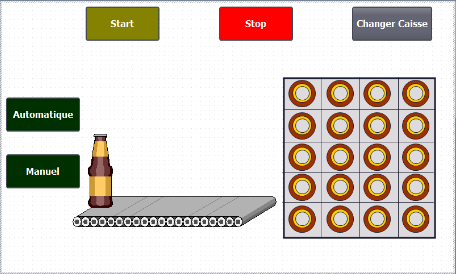 Start
Stop
Changer Caisse
Automatique
Manuel